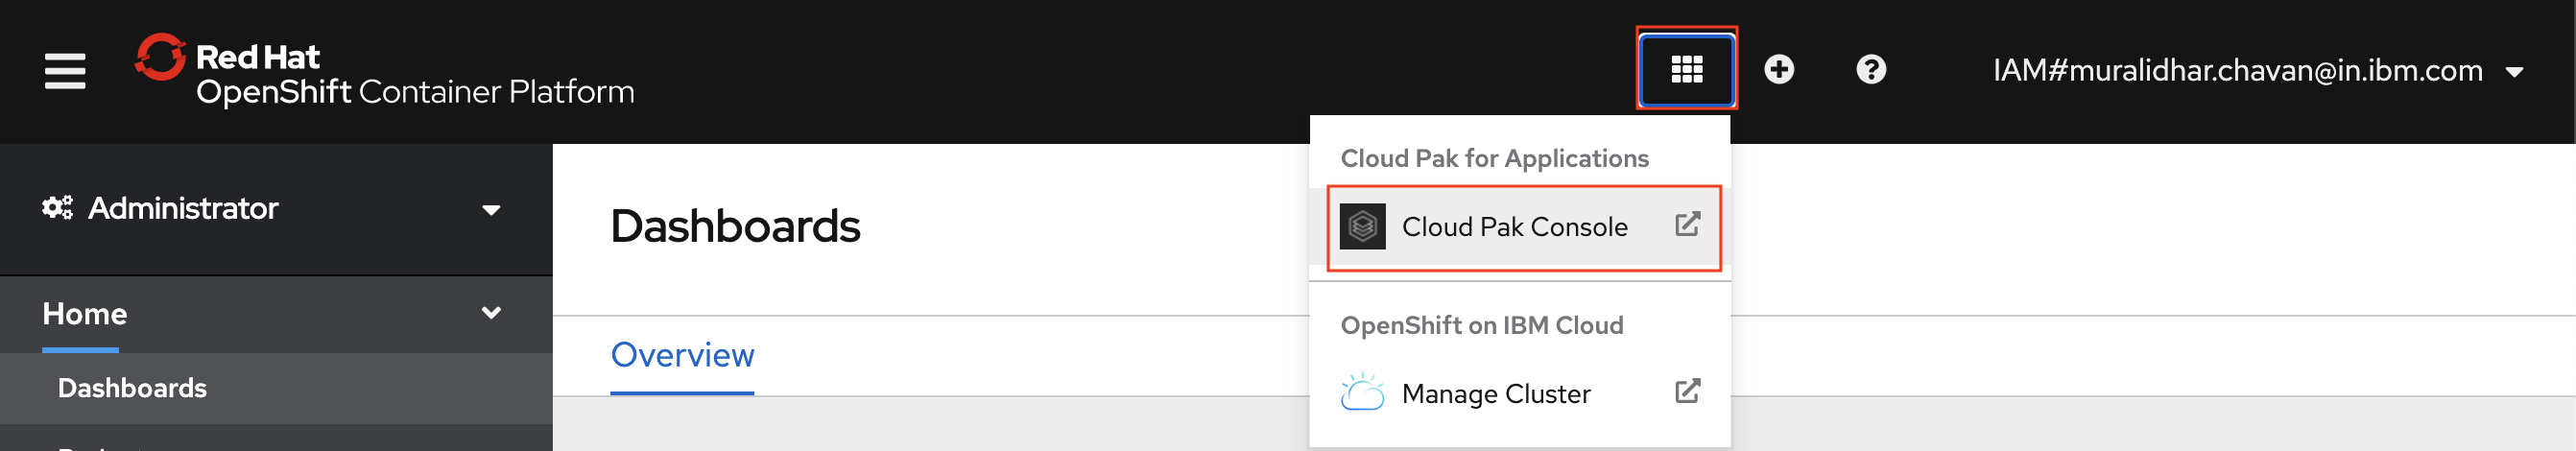 Red Hat
OpenShift Container Platform
IAM#muralidhar.chavan@in.ibm.com
Administrator
Home
Dashboards
Dashboards
Overview
Cloud Pak for Applications
Cloud Pak Console
OpenShift on IBM Cloud
Manage Cluster